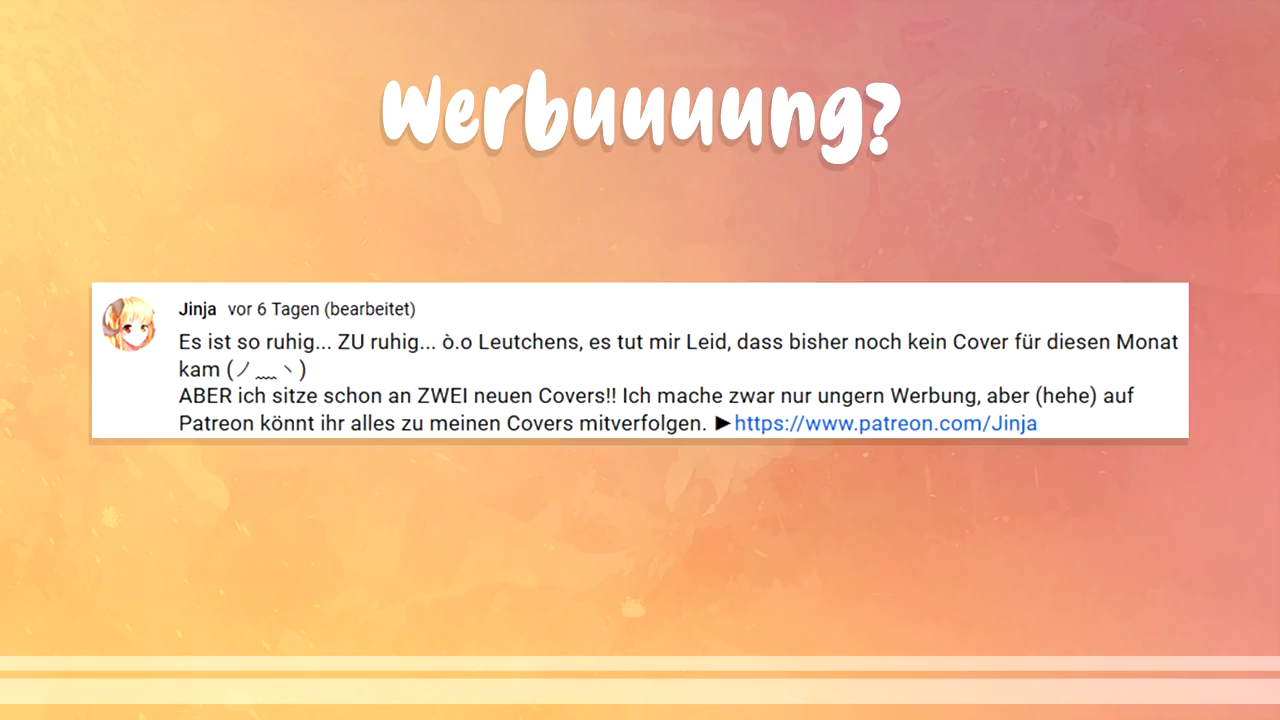 Werbuuuung?
Jinja vor 6 Tagen (bearbeitet)
Es ist so ruhig... ZU ruhig... ò.o Leutchens, es tut mir Leid, dass bisher noch kein Cover für diesen Monat
kam (ノ﹏ヽ)
ABER ich sitze schon an ZWEI neuen Covers!! Ich mache zwar nur ungern Werbung, aber (hehe) auf
Patreon könnt ihr alles zu meinen Covers mitverfolgen. ►https://www.patreon.com/Jinja